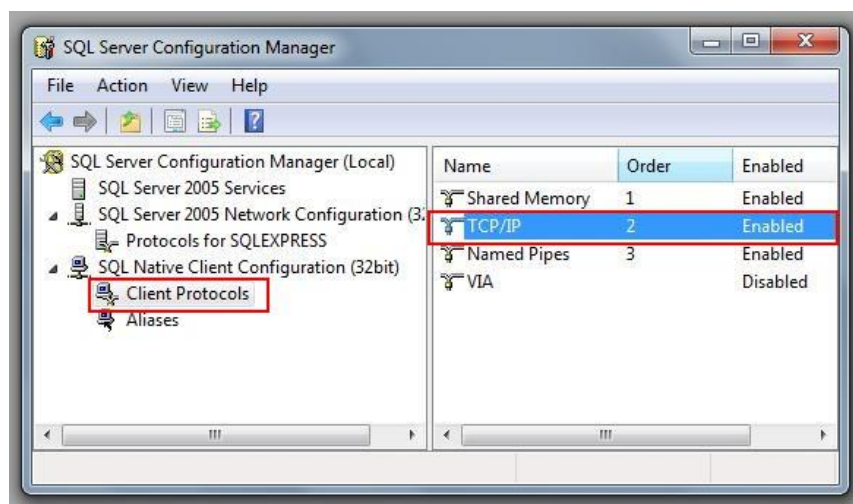 SQL Server Configuration Manager
File Action View Help
SQL Server Configuration Manager (Local)
SQL Server 2005 Services
SQL Server 2005 Network Configuration (3
Protocols for SQLEXPRESS
SQL Native Client Configuration (32bit)
Client Protocols
Aliases
Name Order Enabled
Shared Memory 1 Enabled
TCP/IP 2 Enabled
Named Pipes 3 Enabled
VIA Disabled